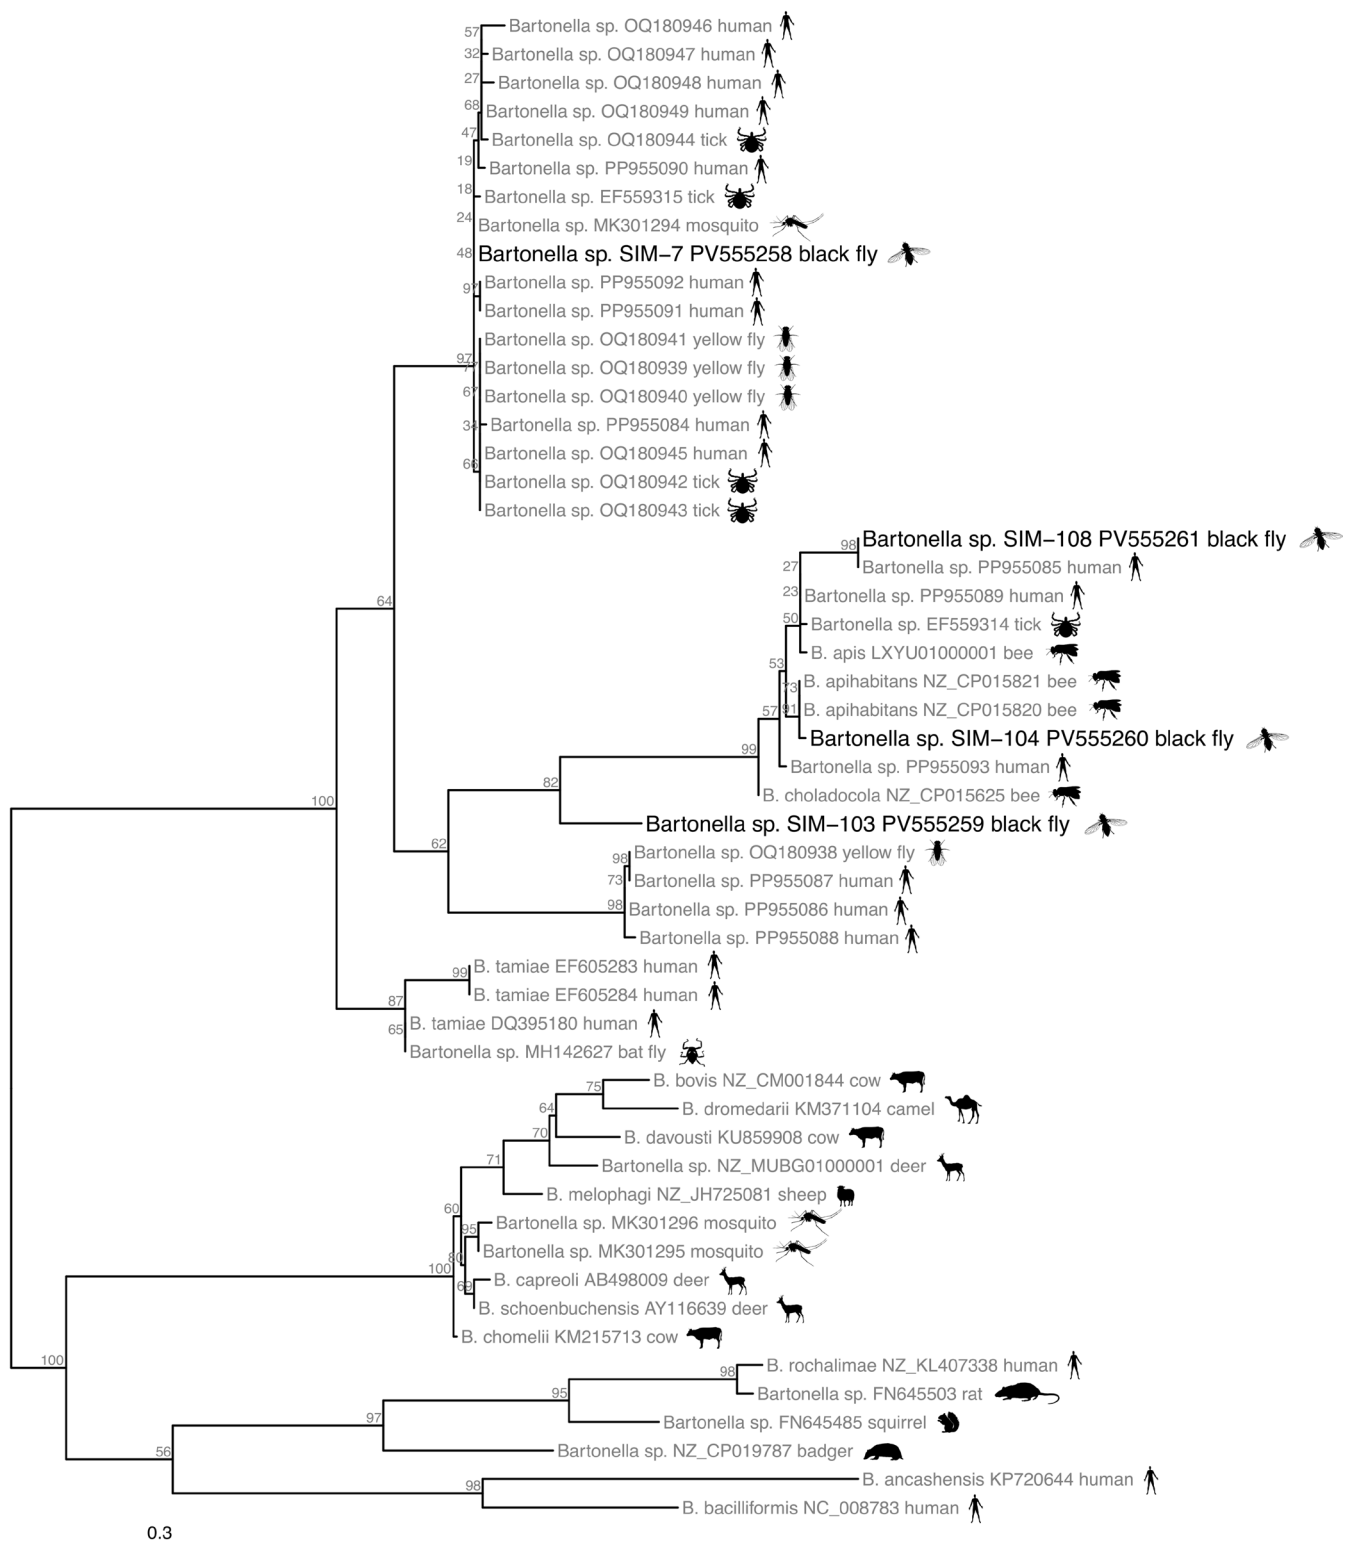 57
Bartonella sp. OQ180946 human
32
Bartonella sp. OQ180947 human
27
Bartonella sp. OQ180948 human
68
Bartonella sp. OQ180949 human
47
Bartonella sp. OQ180944 tick
19
Bartonella sp. PP955090 human
18
Bartonella sp. EF559315 tick
24
Bartonella sp. MK301294 mosquito
48
Bartonella sp. SIM−7 PV555258 black fly
Bartonella sp. PP955092 human
97
Bartonella sp. PP955091 human
Bartonella sp. OQ180941 yellow fly
97
77
Bartonella sp. OQ180939 yellow fly
67
Bartonella sp. OQ180940 yellow fly
34
Bartonella sp. PP955084 human
Bartonella sp. OQ180945 human
66
Bartonella sp. OQ180942 tick
Bartonella sp. OQ180943 tick
98
Bartonella sp. SIM−108 PV555261 black fly
27
Bartonella sp. PP955085 human
23
Bartonella sp. PP955089 human
64
50
Bartonella sp. EF559314 tick
B. apis LXYU01000001 bee
53
73
B. apihabitans NZ_CP015821 bee
57
91
B. apihabitans NZ_CP015820 bee
Bartonella sp. SIM−104 PV555260 black fly
99
Bartonella sp. PP955093 human
82
B. choladocola NZ_CP015625 bee
100
Bartonella sp. SIM−103 PV555259 black fly
62
98
Bartonella sp. OQ180938 yellow fly
73
Bartonella sp. PP955087 human
98
Bartonella sp. PP955086 human
Bartonella sp. PP955088 human
99
B. tamiae EF605283 human
87
B. tamiae EF605284 human
65
B. tamiae DQ395180 human
Bartonella sp. MH142627 bat fly
75
B. bovis NZ_CM001844 cow
64
B. dromedarii KM371104 camel
70
B. davousti KU859908 cow
71
Bartonella sp. NZ_MUBG01000001 deer
B. melophagi NZ_JH725081 sheep
60
95
Bartonella sp. MK301296 mosquito
80
Bartonella sp. MK301295 mosquito
100
69
B. capreoli AB498009 deer
B. schoenbuchensis AY116639 deer
B. chomelii KM215713 cow
100
98
B. rochalimae NZ_KL407338 human
95
Bartonella sp. FN645503 rat
97
Bartonella sp. FN645485 squirrel
56
Bartonella sp. NZ_CP019787 badger
98
B. ancashensis KP720644 human
B. bacilliformis NC_008783 human
0.3